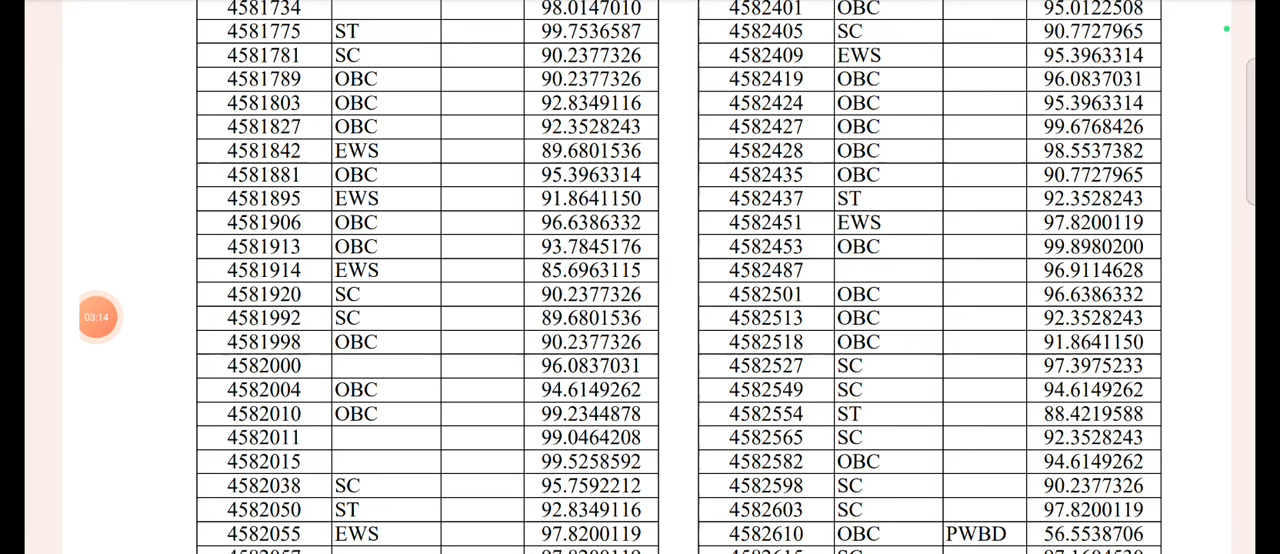 4581734 98.0147010
4581775 ST 99.7536587
4581781 SC 90.2377326
4581789 OBC 90.2377326
4581803 OBC 92.8349116
4581827 OBC 92.3528243
4581842 EWS 89.6801536
4581881 OBC 95.3963314
4581895 EWS 91.8641150
4581906 OBC 96.6386332
4581913 OBC 93.7845176
4581914 EWS 85.6963115
4581920 SC 90.2377326
4581992 SC 89.6801536
4581998 OBC 90.2377326
4582000 96.0837031
4582004 OBC 94.6149262
4582010 OBC 99.2344878
4582011 99.0464208
4582015 99.5258592
4582038 SC 95.7592212
4582050 ST 92.8349116
4582055 EWS 97.8200119
4582401 OBC 95.0122508
4582405 SC 90.7727965
4582409 EWS 95.3963314
4582419 OBC 96.0837031
4582424 OBC 95.3963314
4582427 OBC 99.6768426
4582428 OBC 98.5537382
4582435 OBC 90.7727965
4582437 ST 92.3528243
4582451 EWS 97.8200119
4582453 OBC 99.8980200
4582487 96.9114628
4582501 OBC 96.6386332
4582513 OBC 92.3528243
4582518 OBC 91.8641150
4582527 SC 97.3975233
4582549 SC 94.6149262
4582554 ST 88.4219588
4582565 SC 92.3528243
4582582 OBC 94.6149262
4582598 SC 90.2377326
4582603 SC 97.8200119
4582610 OBC PWBD 56.5538706
03:14